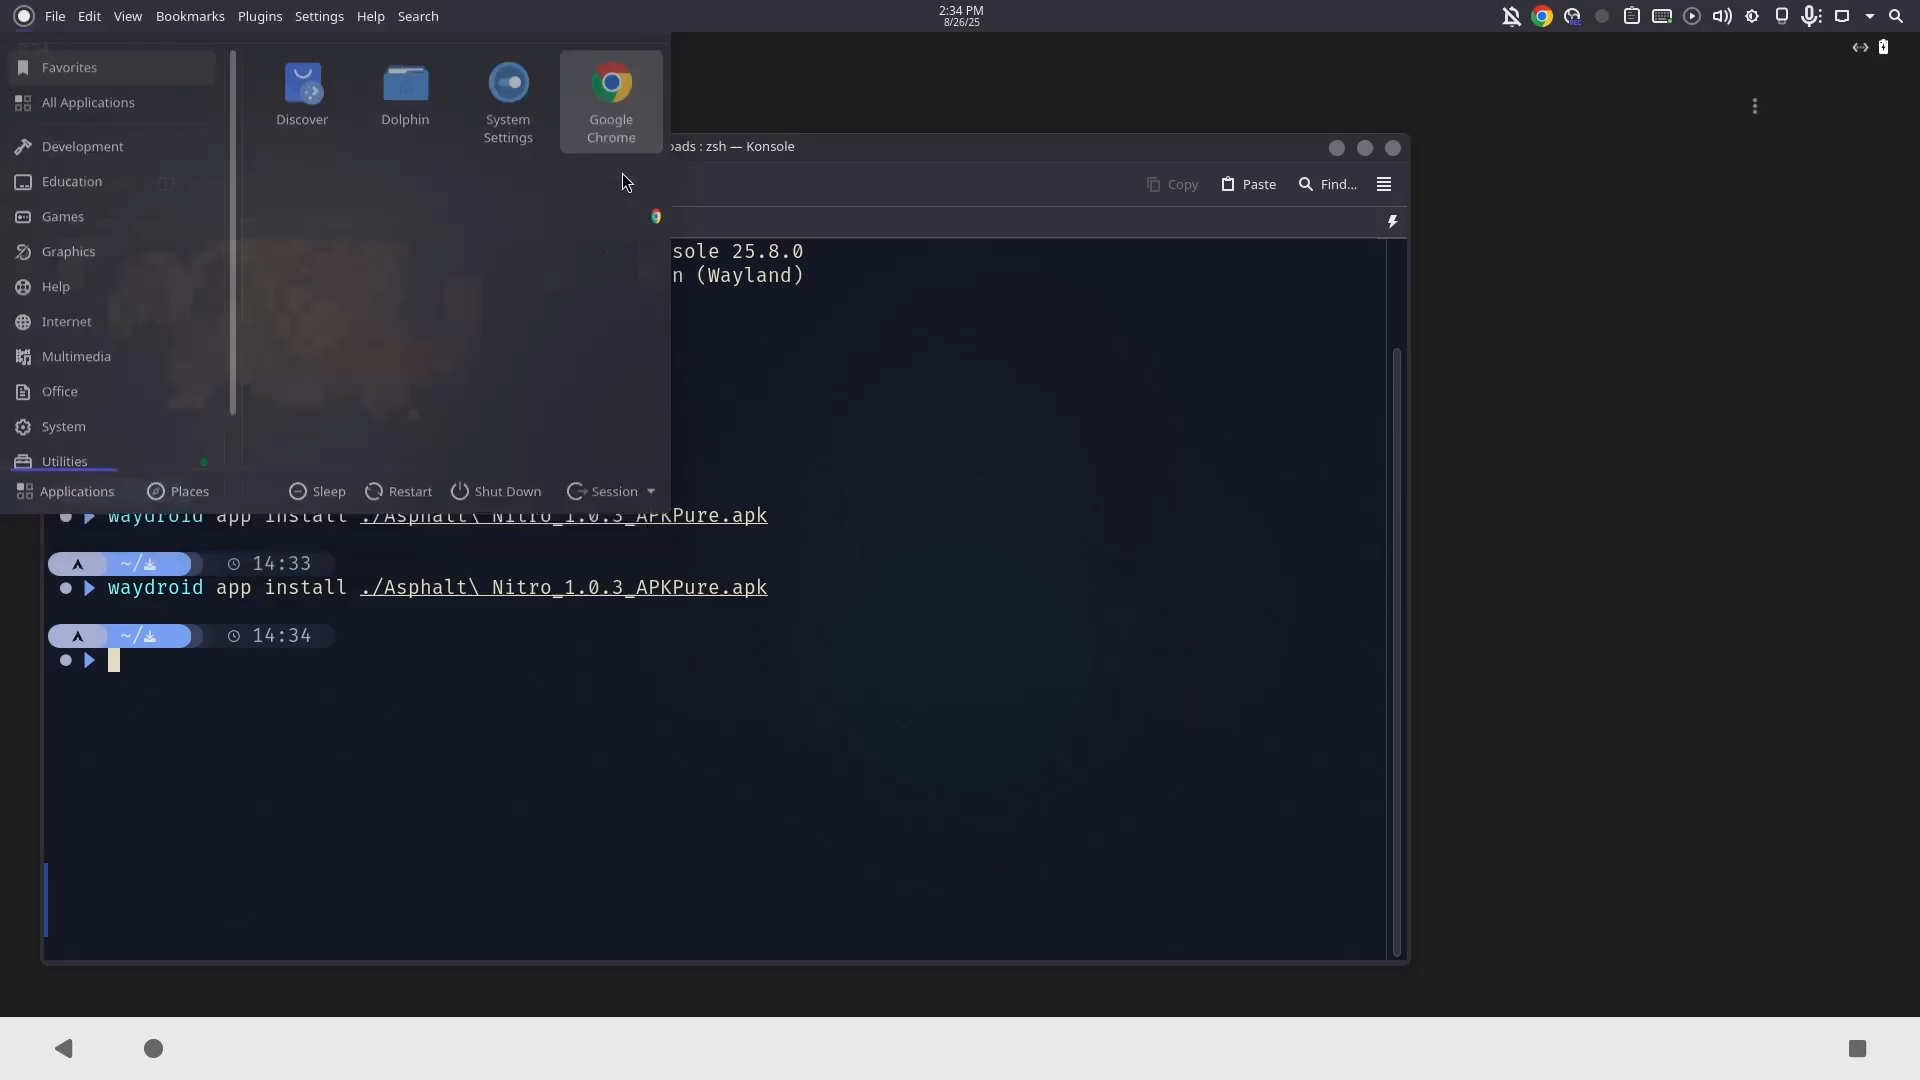 File Edit View Bookmarks Plugins Settings Help Search
2:34 PM
8/26/25
Favorites
All Applications
Development
Education
Games
Graphics
Help
Internet
Multimedia
Office
System
Utilities
Discover
Dolphin
System
Settings
Google
Chrome
Applications
Places
Sleep
Restart
Shut Down
Session
oads : zsh — Konsole
Copy
Paste
Find...
sole 25.8.0
n (Wayland)
waydroid app install ./Asphalt\ Nitro_1.0.3_APKPure.apk
~/ 14:33
waydroid app install ./Asphalt\ Nitro_1.0.3_APKPure.apk
~/ 14:34